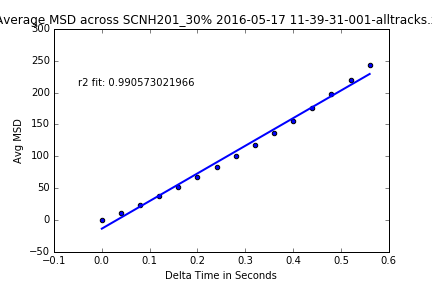 Average MSD across SCNH201_30% 2016-05-17 11-39-31-001-alltracks.
r2 fit: 0.990573021966
Avg MSD
300
250
200
150
100
50
0
−50
−0.1 0.0 0.1 0.2 0.3 0.4 0.5 0.6
Delta Time in Seconds